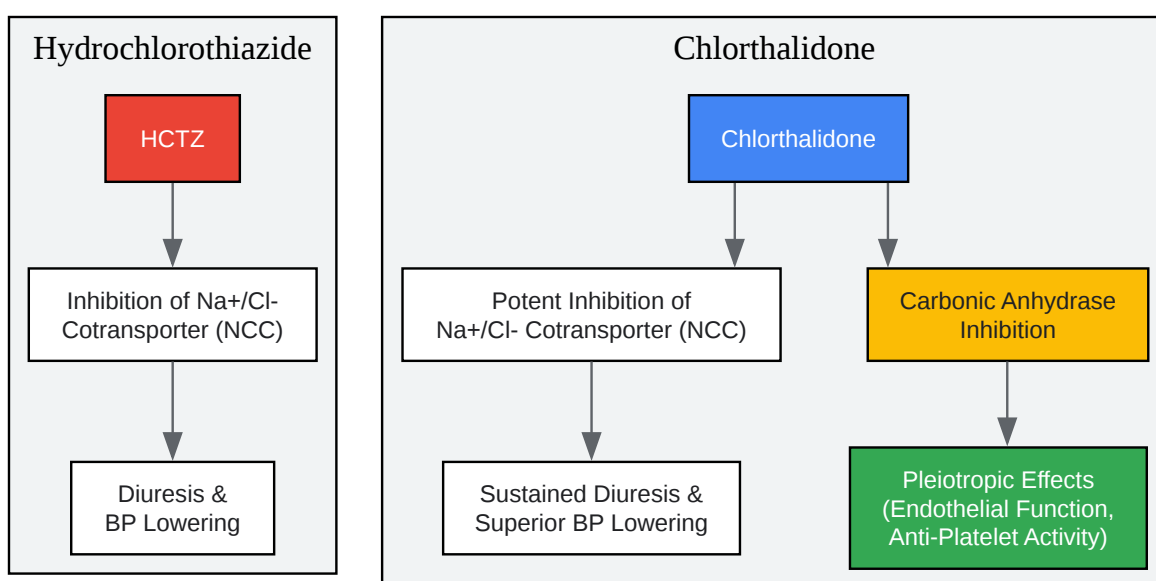 Hydrochlorothiazide
HCTZ
Inhibition of Na+/Cl-
Cotransporter (NCC)
Diuresis &
BP Lowering
Chlorthalidone
Chlorthalidone
Potent Inhibition of
Na+/Cl- Cotransporter (NCC)
Sustained Diuresis &
Superior BP Lowering
Carbonic Anhydrase
Inhibition
Pleiotropic Effects
(Endothelial Function,
Anti-Platelet Activity)